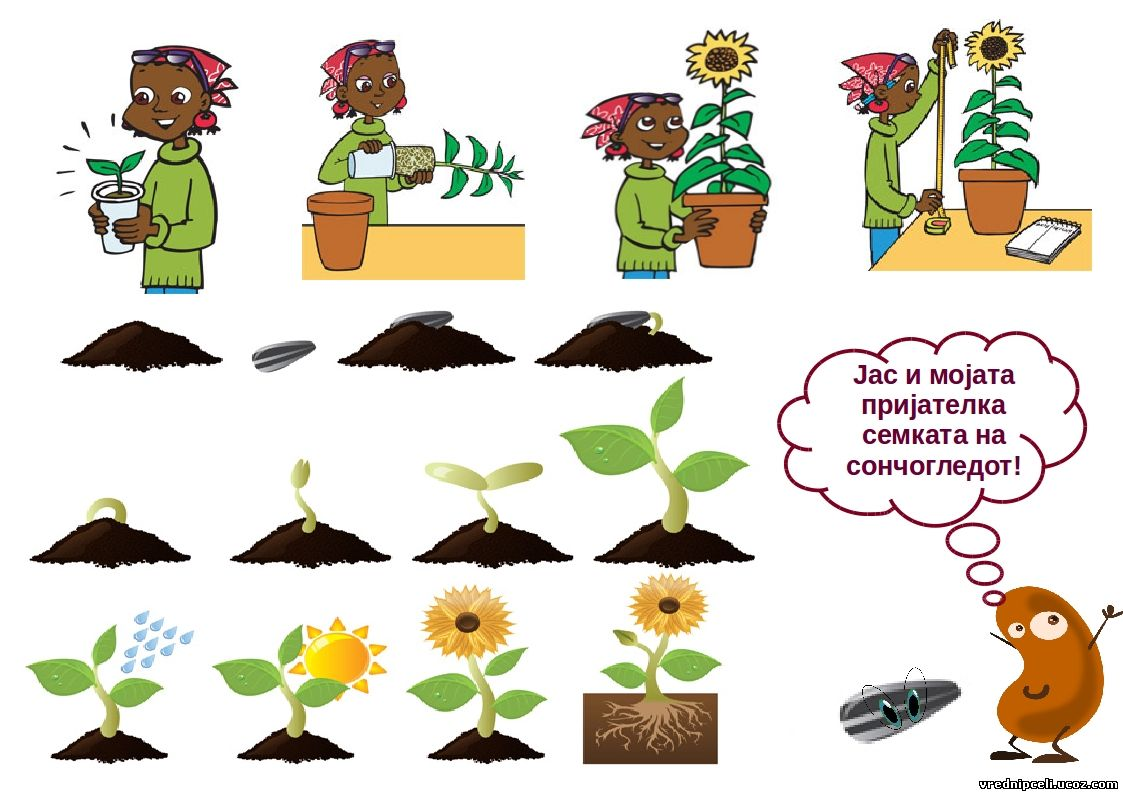 Јас и мојата
пријателка
семката на
сончогледот!
vrednipceli.ucoz.com